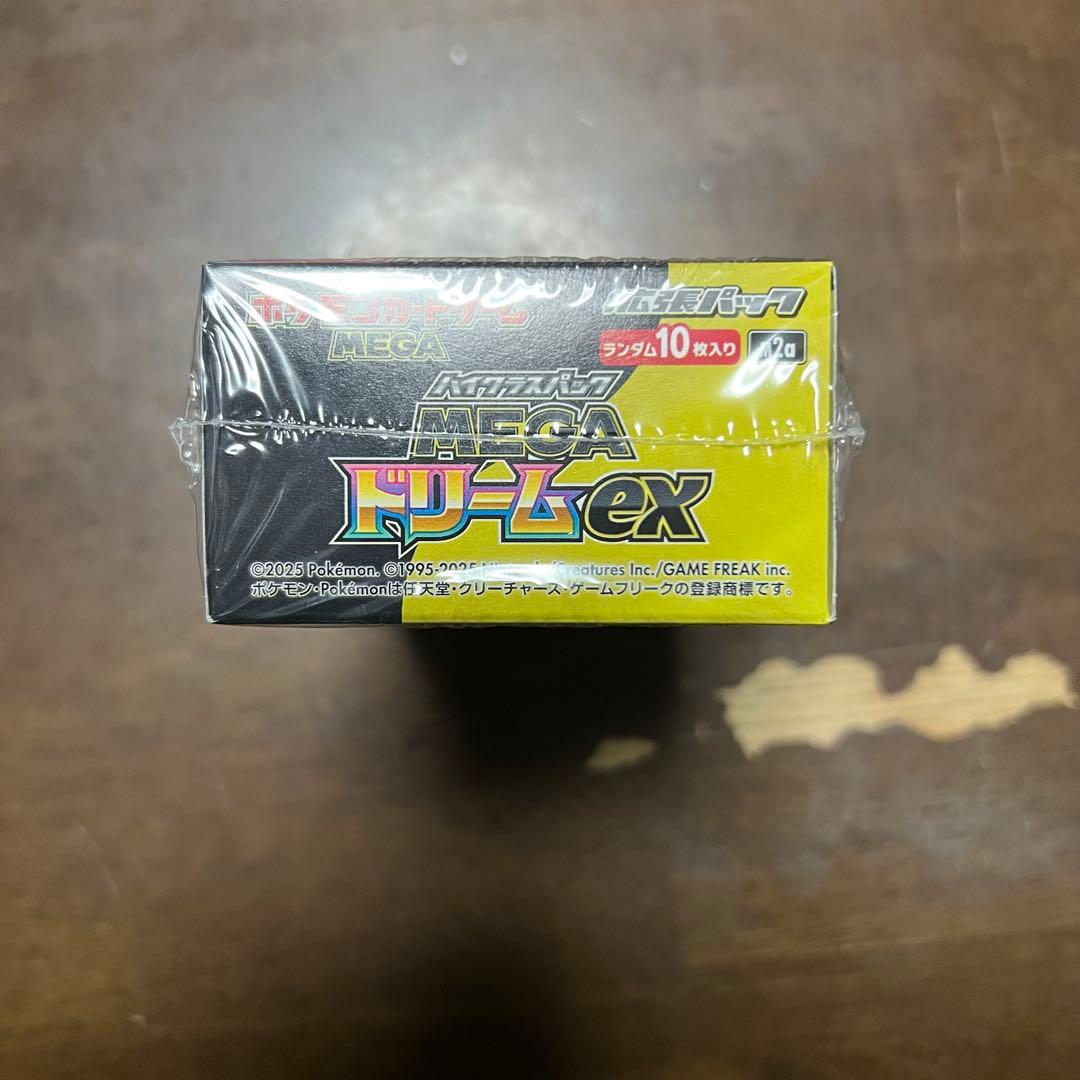 ポケモンカードゲーム
MEGA
拡張パック
ランダム10枚入り
m2a
ハイクラスパック
MEGA
ドリームex
©2025 Pokémon. ©1995-2025 Nintendo/Creatures Inc./GAME FREAK inc.
ポケモン・Pokémonは任天堂・クリーチャーズ・ゲームフリークの登録商標です。